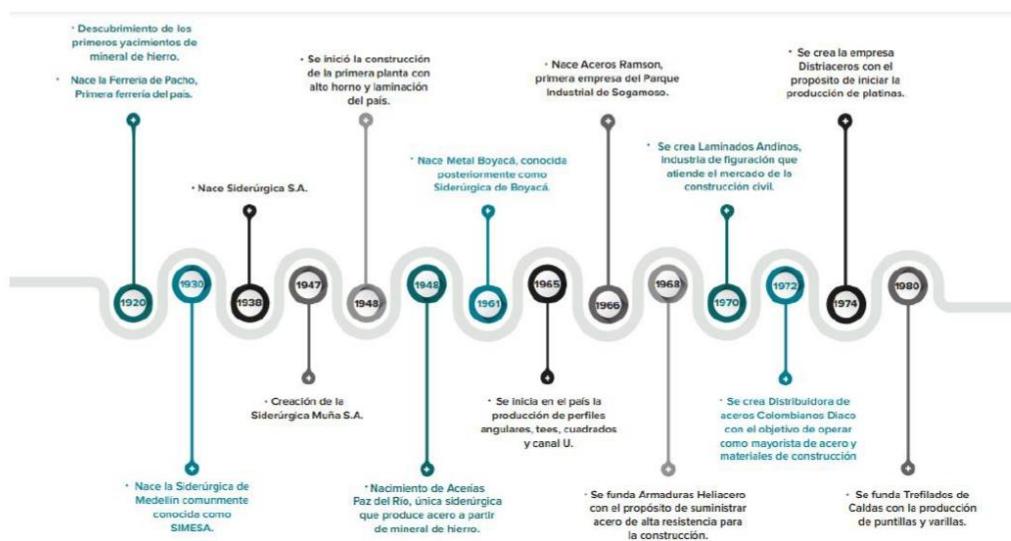 · Descubrimiento de los
primeros yacimientos de
mineral de hierro.
· Nace la Ferrería de Pacho,
Primera ferrería del país.
1920
1930
· Nace la Siderúrgica de
Medellín comunmente
conocida como
SIMESA.
· Nace Siderúrgica S.A.
1938
1947
· Creación de la
Siderúrgica Muña S.A.
· Se inició la construcción
de la primera planta con
alto horno y laminación
del país.
1948
1948
· Nacimiento de Acerías
Paz del Río, única siderúrgica
que produce acero a partir
de mineral de hierro.
· Nace Metal Boyacá, conocida
posteriormente como
Siderúrgica de Boyacá.
1961
1965
· Se inicia en el país la
producción de perfiles
angulares, tees, cuadrados
y canal U.
· Nace Aceros Ramson,
primera empresa del Parque
Industrial de Sogamoso.
1966
1968
· Se funda Armaduras Heliacero
con el propósito de suministrar
acero de alta resistencia para
la construcción.
· Se crea Laminados Andinos,
industria de figuración que
atiende el mercado de la
construcción civil.
1970
1972
· Se crea Distribuidora de
aceros Colombianos Diaco
con el objetivo de operar
como mayorista de acero y
materiales de construcción
· Se crea la empresa
Distriaceros con el
propósito de iniciar la
producción de platinas.
1974
1980
· Se funda Trefilados de
Caldas con la producción
de puntillas y varillas.